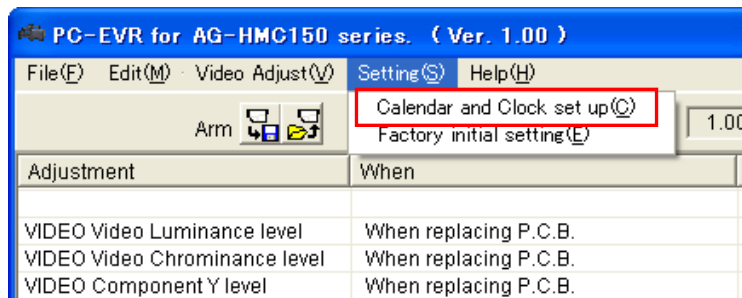 PC-EVR for AG-HMC150 series. ( Ver. 1.00 )
File(F) Edit(M) Video Adjust(V) Setting(S) Help(H)
Calendar and Clock set up(C)
Arm 1.00
Factory initial setting(E)
Adjustment When
VIDEO Video Luminance level When replacing P.C.B.
VIDEO Video Chrominance level When replacing P.C.B.
VIDEO Component Y level When replacing P.C.B.